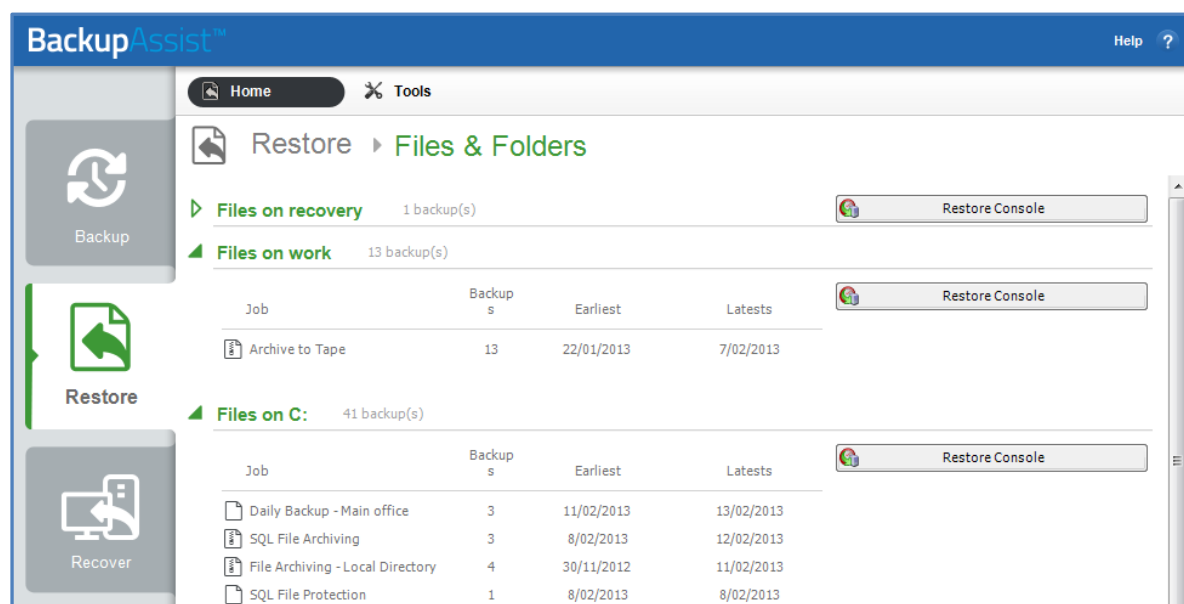 BackupAssist™
Help ?
Home Tools
Restore Files & Folders
Files on recovery 1 backup(s) Restore Console
Backup
Files on work 13 backup(s)
Job Backup s Earliest Latests Restore Console
Archive to Tape 13 22/01/2013 7/02/2013
Restore
Files on C: 41 backup(s)
Job Backup s Earliest Latests Restore Console
Daily Backup - Main office 3 11/02/2013 13/02/2013
SQL File Archiving 3 8/02/2013 12/02/2013
Recover
File Archiving - Local Directory 4 30/11/2012 11/02/2013
SQL File Protection 1 8/02/2013 8/02/2013